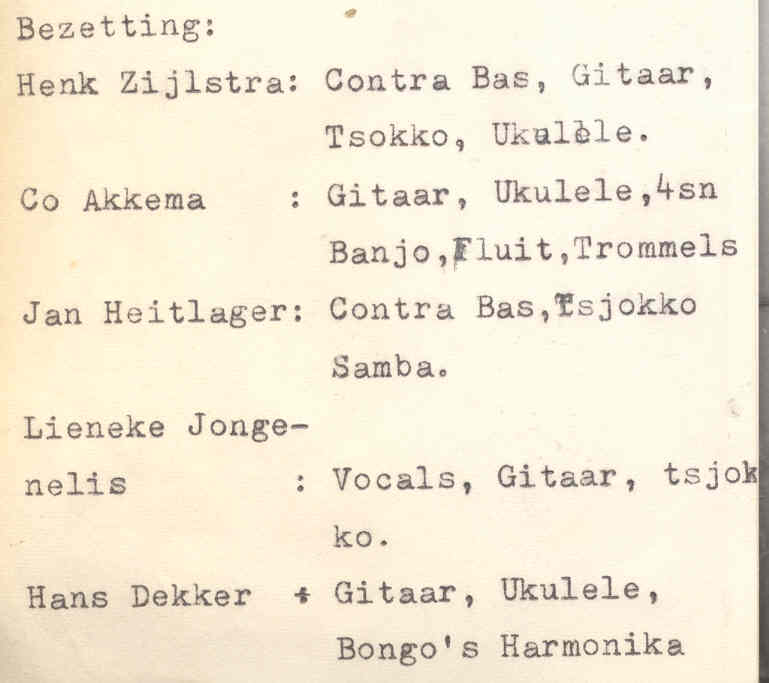 Bezetting:
Henk Zijlstra: Contra Bas, Gitaar,
Tsokko, Ukulele.
Co Akkema : Gitaar, Ukulele,4sn
Banjo,Fluit,Trommels
Jan Heitlager: Contra Bas,Tsjokko
Samba.
Lieneke Jonge-
nelis : Vocals, Gitaar, tsjok
ko.
Hans Dekker + Gitaar, Ukulele,
Bongo's Harmonika